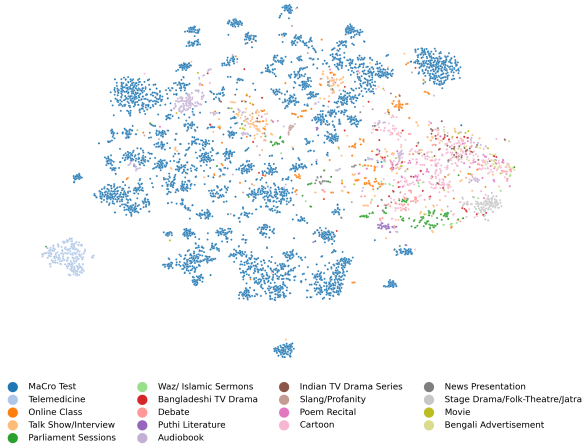 MaCro Test
Telemedicine
Online Class
Talk Show/Interview
Parliament Sessions
Waz/ Islamic Sermons
Bangladeshi TV Drama
Debate
Puthi Literature
Audiobook
Indian TV Drama Series
Slang/Profanity
Poem Recital
Cartoon
News Presentation
Stage Drama/Folk-Theatre/Jatra
Movie
Bengali Advertisement